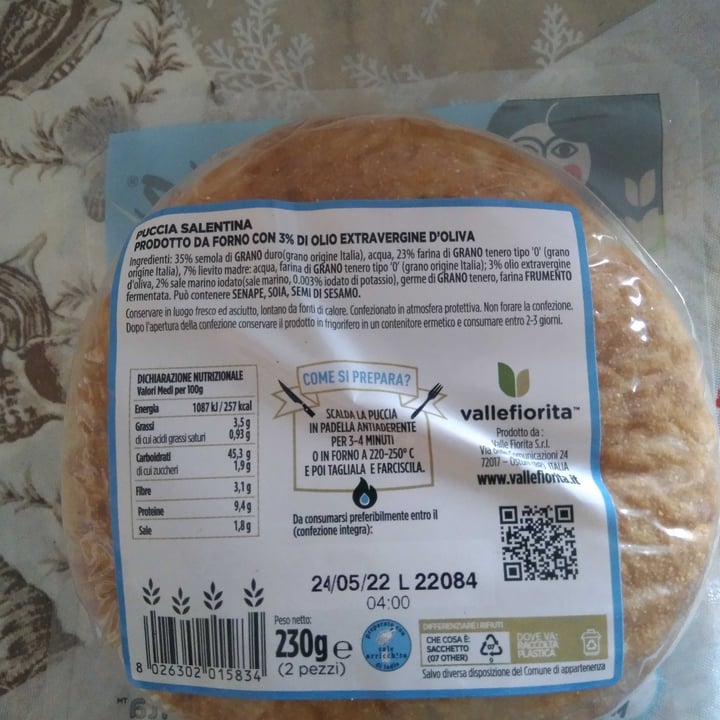 PUCCIA SALENTINA
PRODOTTO DA FORNO CON 3% DI OLIO EXTRAVERGINE D'OLIVA
Ingredienti: 35% semola di GRANO duro(grano origine Italia), acqua, 23% farina di GRANO tenero tipo '0' (grano
origine Italia), 7% lievito madre: acqua, farina di GRANO tenero tipo '0' (grano origine Italia); 3% olio extravergine
d'oliva, 2% sale marino iodato(sale marino, 0.003% iodato di potassio), germe di GRANO tenero, farina FRUMENTO
fermentata. Può contenere SENAPE, SOIA, SEMI DI SESAMO.
Conservare in luogo fresco ed asciutto, lontano da fonti di calore. Confezionato in atmosfera protettiva. Non forare la confezione.
Dopo l'apertura della confezione conservare il prodotto in frigorifero in un contenitore ermetico e consumare entro 2-3 giorni.
DICHIARAZIONE NUTRIZIONALE
Valori Medi per 100g
Energia 1087 kJ / 257 kcal
Grassi 3,5 g
di cui acidi grassi saturi 0,93 g
Carboidrati 45,3 g
di cui zuccheri 1,9 g
Fibre 3,1 g
Proteine 9,4 g
Sale 1,8 g
COME SI PREPARA?
SCALDA LA PUCCIA
IN PADELLA ANTIADERENTE
PER 3-4 MINUTI
O IN FORNO A 220-250° C
E POI TAGLIALA E FARCISCILA.
Da consumarsi preferibilmente entro il
(confezione integra):
24/05/22 L 22084
04:00
vallefiorita™
Prodotto da :
Valle Fiorita S.r.l.
Via
72017 – ITALIA
www.vallefiorita.it
8 026302 015834
Peso netto:
230g e
(2 pezzi)
preparato con
sale
arricchito
di iodio
DIFFERENZIARE I RIFIUTI
CHE COSA È:
SACCHETTO
(07 OTHER)
07
DOVE VA:
RACCOLTA
PLASTICA
Salvo diversa disposizione del Comune di appartenenza